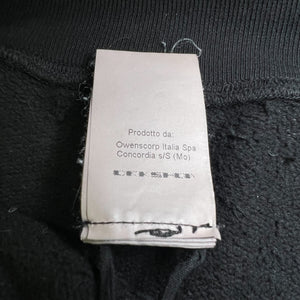 Prodotto da:
Owenscorp Italia Spa
Concordia s/S (Mo)